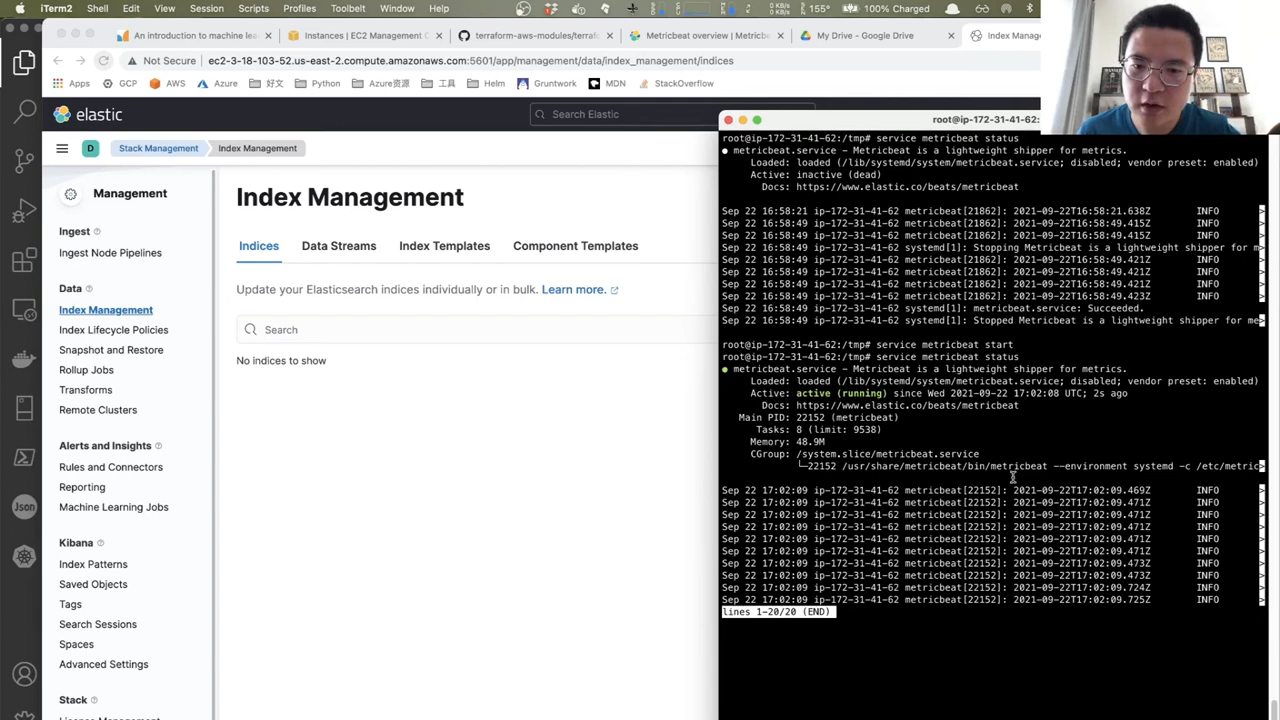 iTerm2 Shell Edit View Session Scripts Profiles Toolbelt Window Help
0 KB/s
0 KB/s
155° 100% Charged
An introduction to machine lea
Instances | EC2 Management C
terraform-aws-modules/terrafo
Metricbeat overview | Metricbe
My Drive - Google Drive
Index Mana
Not Secure ec2-3-18-103-52.us-east-2.compute.amazonaws.com:5601/app/management/data/index_management/indices
Apps GCP AWS Azure 好文 Python Azure资源 工具 Helm Gruntwork MDN StackOverflow
elastic
Search Elastic
D Stack Management Index Management
Management
Ingest
Ingest Node Pipelines
Data
Index Management
Index Lifecycle Policies
Snapshot and Restore
Rollup Jobs
Transforms
Remote Clusters
Alerts and Insights
Rules and Connectors
Reporting
Machine Learning Jobs
Kibana
Index Patterns
Saved Objects
Tags
Search Sessions
Spaces
Advanced Settings
Stack
Json
Index Management
Indices Data Streams Index Templates Component Templates
Update your Elasticsearch indices individually or in bulk. Learn more.
Search
No indices to show
root@ip-172-31-41-62:
root@ip-172-31-41-62:/tmp# service metricbeat status
● metricbeat.service - Metricbeat is a lightweight shipper for metrics.
Loaded: loaded (/lib/systemd/system/metricbeat.service; disabled; vendor preset: enabled)
Active: inactive (dead)
Docs: https://www.elastic.co/beats/metricbeat
Sep 22 16:58:21 ip-172-31-41-62 metricbeat[21862]: 2021-09-22T16:58:21.638Z INFO >
Sep 22 16:58:49 ip-172-31-41-62 metricbeat[21862]: 2021-09-22T16:58:49.415Z INFO >
Sep 22 16:58:49 ip-172-31-41-62 metricbeat[21862]: 2021-09-22T16:58:49.415Z INFO >
Sep 22 16:58:49 ip-172-31-41-62 systemd[1]: Stopping Metricbeat is a lightweight shipper for m>
Sep 22 16:58:49 ip-172-31-41-62 metricbeat[21862]: 2021-09-22T16:58:49.421Z INFO >
Sep 22 16:58:49 ip-172-31-41-62 metricbeat[21862]: 2021-09-22T16:58:49.421Z INFO >
Sep 22 16:58:49 ip-172-31-41-62 metricbeat[21862]: 2021-09-22T16:58:49.421Z INFO >
Sep 22 16:58:49 ip-172-31-41-62 metricbeat[21862]: 2021-09-22T16:58:49.423Z INFO >
Sep 22 16:58:49 ip-172-31-41-62 systemd[1]: metricbeat.service: Succeeded.
Sep 22 16:58:49 ip-172-31-41-62 systemd[1]: Stopped Metricbeat is a lightweight shipper for me>
root@ip-172-31-41-62:/tmp# service metricbeat start
root@ip-172-31-41-62:/tmp# service metricbeat status
● metricbeat.service - Metricbeat is a lightweight shipper for metrics.
Loaded: loaded (/lib/systemd/system/metricbeat.service; disabled; vendor preset: enabled)
Active: active (running) since Wed 2021-09-22 17:02:08 UTC; 2s ago
Docs: https://www.elastic.co/beats/metricbeat
Main PID: 22152 (metricbeat)
Tasks: 8 (limit: 9538)
Memory: 48.9M
CGroup: /system.slice/metricbeat.service
└─22152 /usr/share/metricbeat/bin/metricbeat --environment systemd -c /etc/metric>
Sep 22 17:02:09 ip-172-31-41-62 metricbeat[22152]: 2021-09-22T17:02:09.469Z INFO >
Sep 22 17:02:09 ip-172-31-41-62 metricbeat[22152]: 2021-09-22T17:02:09.471Z INFO >
Sep 22 17:02:09 ip-172-31-41-62 metricbeat[22152]: 2021-09-22T17:02:09.471Z INFO >
Sep 22 17:02:09 ip-172-31-41-62 metricbeat[22152]: 2021-09-22T17:02:09.471Z INFO >
Sep 22 17:02:09 ip-172-31-41-62 metricbeat[22152]: 2021-09-22T17:02:09.471Z INFO >
Sep 22 17:02:09 ip-172-31-41-62 metricbeat[22152]: 2021-09-22T17:02:09.471Z INFO >
Sep 22 17:02:09 ip-172-31-41-62 metricbeat[22152]: 2021-09-22T17:02:09.473Z INFO >
Sep 22 17:02:09 ip-172-31-41-62 metricbeat[22152]: 2021-09-22T17:02:09.473Z INFO >
Sep 22 17:02:09 ip-172-31-41-62 metricbeat[22152]: 2021-09-22T17:02:09.724Z INFO >
Sep 22 17:02:09 ip-172-31-41-62 metricbeat[22152]: 2021-09-22T17:02:09.725Z INFO >
lines 1-20/20 (END)